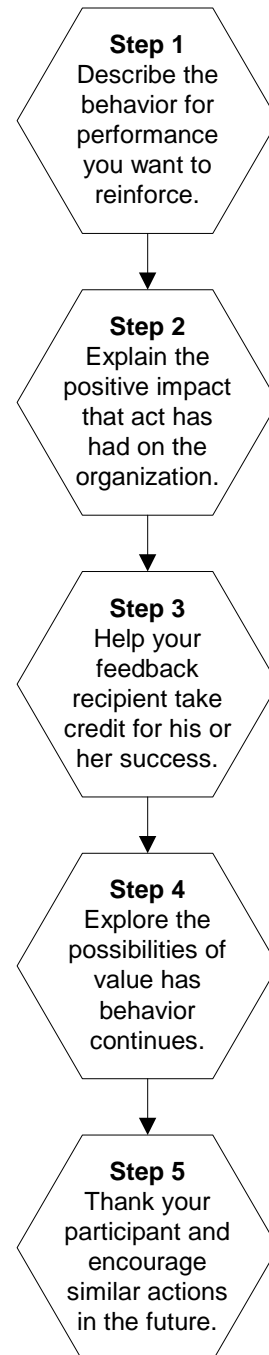 Step 1
Describe the
behavior for
performance
you want to
reinforce.
Step 2
Explain the
positive impact
that act has
had on the
organization.
Step 3
Help your
feedback
recipient take
credit for his or
her success.
Step 4
Explore the
possibilities of
value has
behavior
continues.
Step 5
Thank your
participant and
encourage
similar actions
in the future.